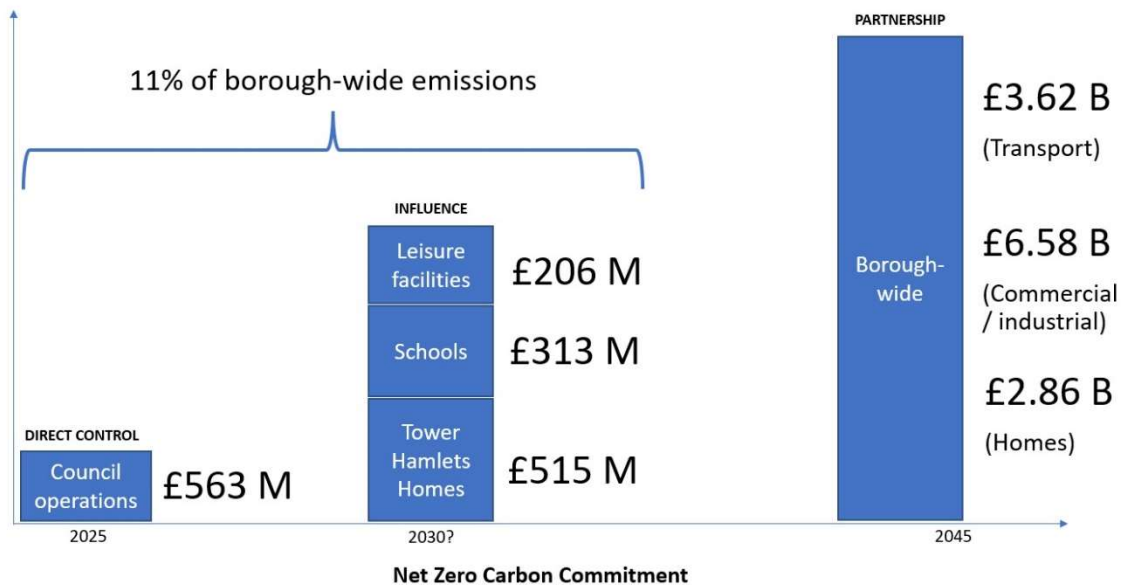 PARTNERSHIP
11% of borough-wide emissions
£3.62 B
(Transport)
INFLUENCE
Leisure
facilities
£206 M
Borough-
wide
£6.58 B
(Commercial
/ industrial)
Schools
£313 M
£2.86 B
(Homes)
DIRECT CONTROL
Council
operations
£563 M
Tower
Hamlets
Homes
£515 M
2025
2030?
2045
Net Zero Carbon Commitment